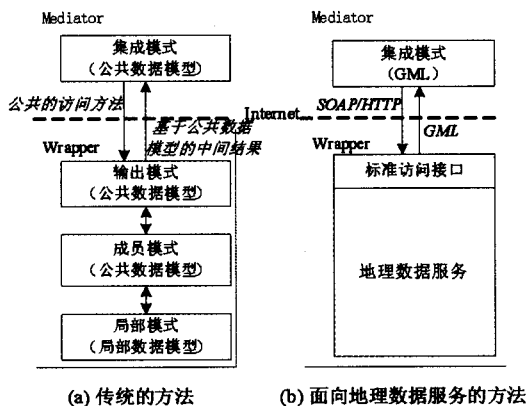 Mediator
集成模式
(公共数据模型)
公共的访问方法
Internet
基于公共数据
模型的中间结果
Wrapper
输出模式
(公共数据模型)
成员模式
(公共数据模型)
局部模式
(局部数据模型)
(a) 传统的方法
Mediator
集成模式
(GML)
SOAP/HTTP
GML
Wrapper
标准访问接口
地理数据服务
(b) 面向地理数据服务的方法